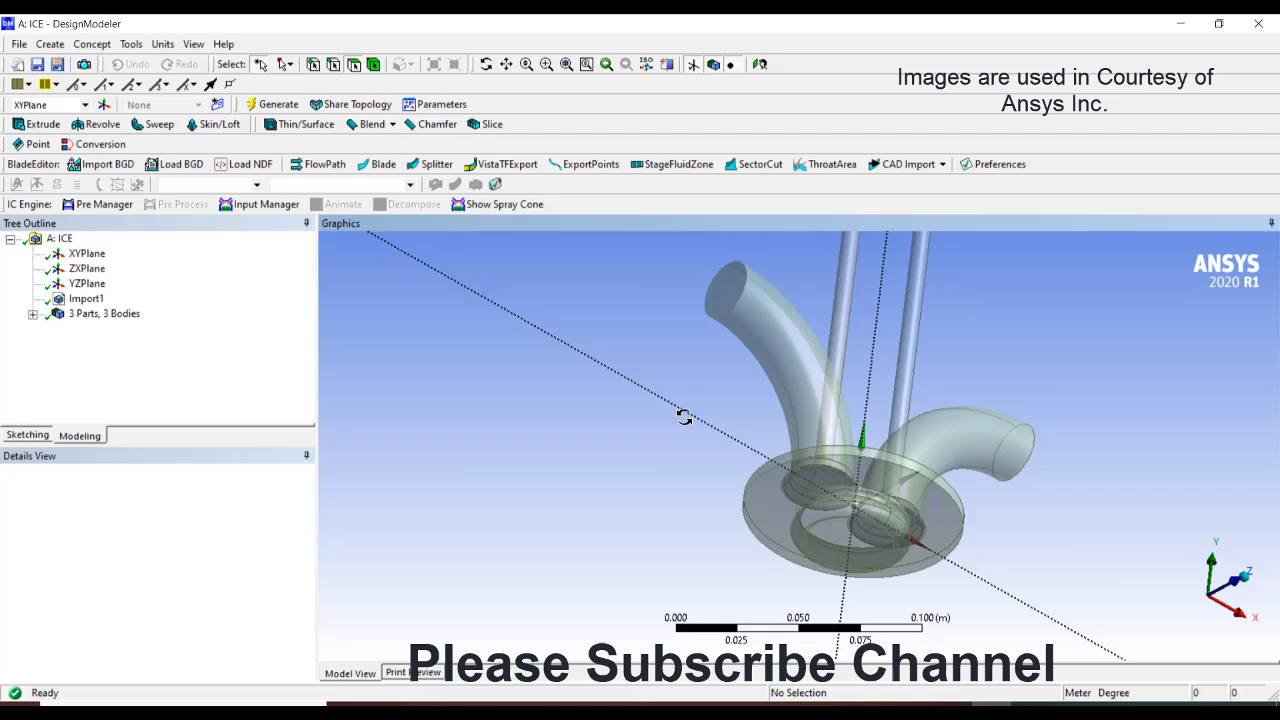 A: ICE - DesignModeler
File Create Concept Tools Units View Help
Undo Redo Select:
XYPlane None Generate Share Topology Parameters
Extrude Revolve Sweep Skin/Loft Thin/Surface Blend Chamfer Slice
Point Conversion
BladeEditor: Import BGD Load BGD Load NDF FlowPath Blade Splitter VistaTFExport ExportPoints StageFluidZone SectorCut ThroatArea CAD Import Preferences
IC Engine: Pre Manager Pre Process Input Manager Animate Decompose Show Spray Cone
Images are used in Courtesy of
Ansys Inc.
Tree Outline
A: ICE
XYPlane
ZXPlane
YZPlane
Import1
3 Parts, 3 Bodies
Sketching Modeling
Details View
Graphics
ANSYS
2020 R1
Y
Z
X
0.000 0.050 0.100 (m)
0.025 0.075
Model View Print Preview
Please Subscribe Channel
Ready No Selection Meter Degree 0 0